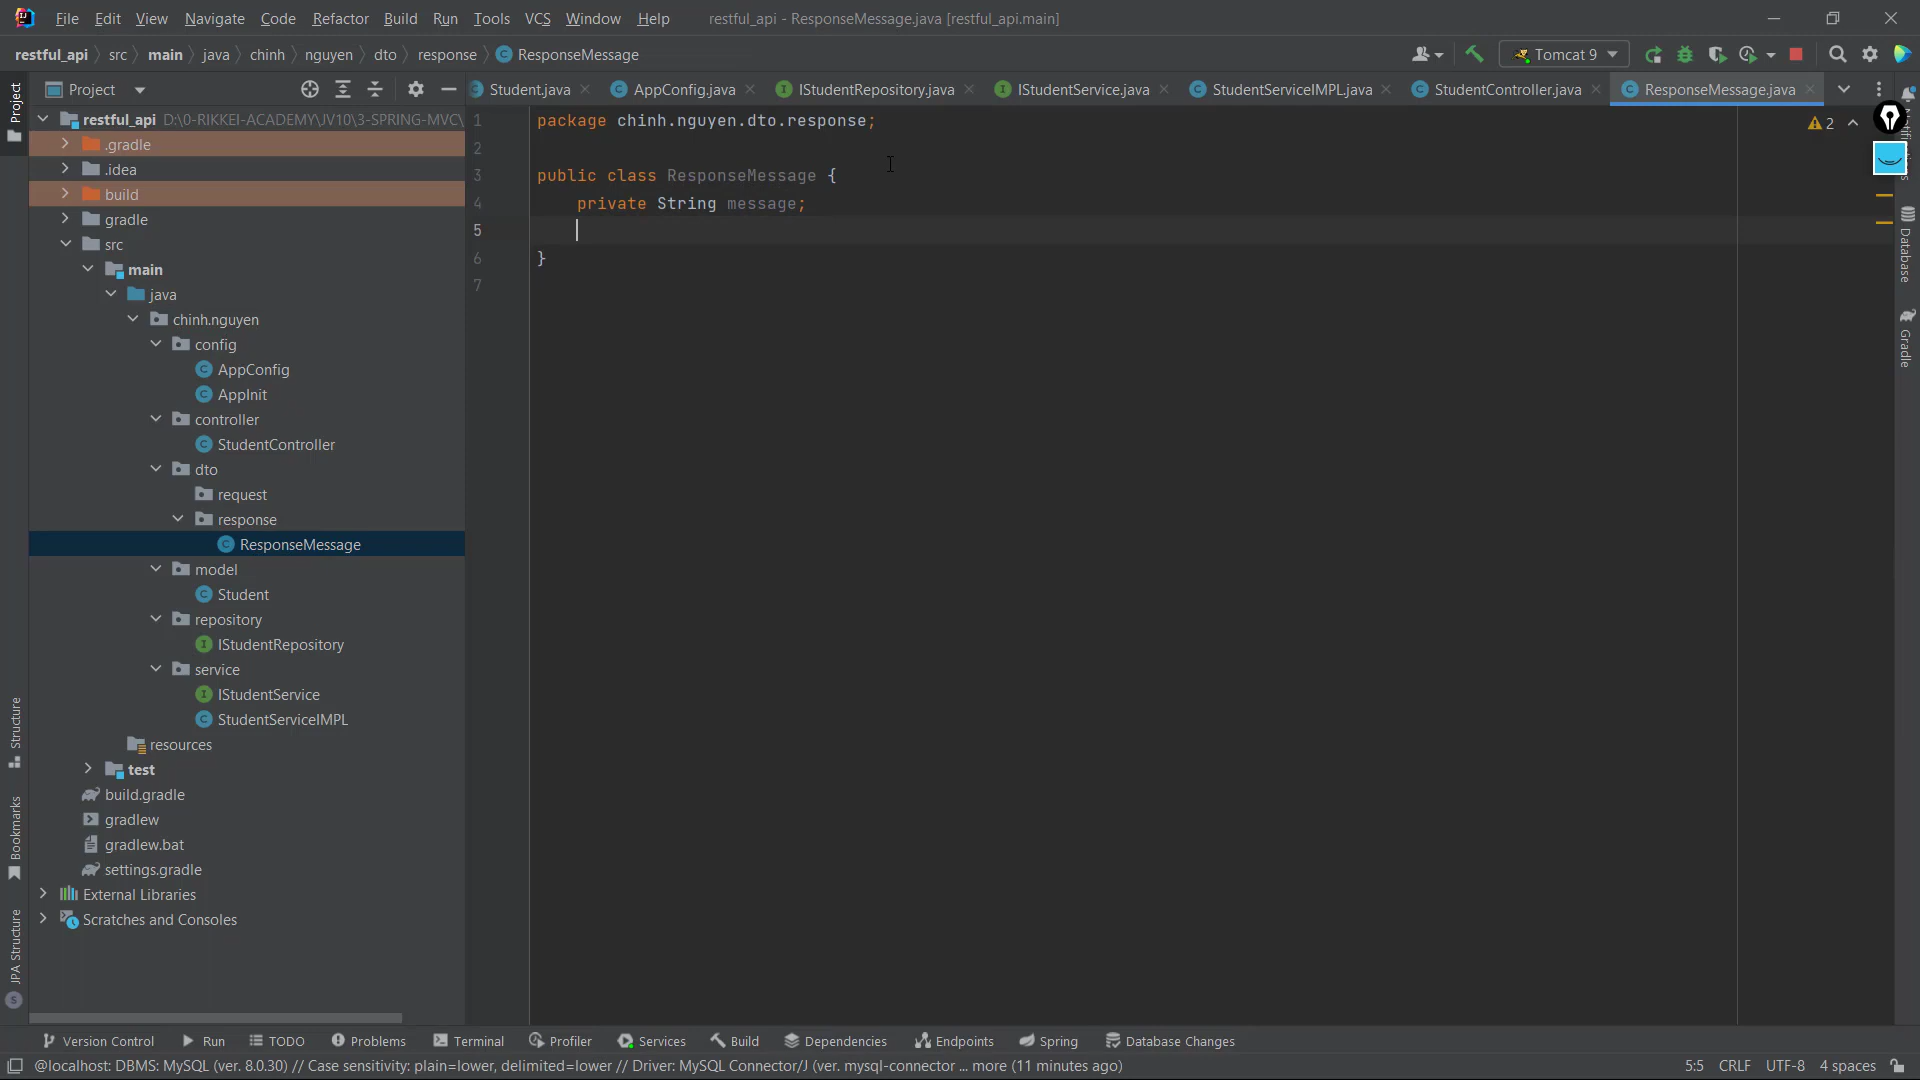 File Edit View Navigate Code Refactor Build Run Tools VCS Window Help restful_api - ResponseMessage.java [restful_api.main]
restful_api src main java chinh nguyen dto response ResponseMessage Tomcat 9
Project
Student.java AppConfig.java IStudentRepository.java IStudentService.java StudentServiceIMPL.java StudentController.java ResponseMessage.java
restful_api D:\0-RIKKEI-ACADEMY\JV10\3-SPRING-MVC\
.gradle
.idea
build
gradle
src
main
java
chinh.nguyen
config
AppConfig
AppInit
controller
StudentController
dto
request
response
ResponseMessage
model
Student
repository
IStudentRepository
service
IStudentService
StudentServiceIMPL
resources
test
build.gradle
gradlew
gradlew.bat
settings.gradle
External Libraries
Scratches and Consoles
1 package chinh.nguyen.dto.response;
2
3 public class ResponseMessage {
4 private String message;
5
6 }
7
2
Project
Structure
Bookmarks
JPA Structure
Database
Gradle
Version Control Run TODO Problems Terminal Profiler Services Build Dependencies Endpoints Spring Database Changes
@localhost: DBMS: MySQL (ver. 8.0.30) // Case sensitivity: plain=lower, delimited=lower // Driver: MySQL Connector/J (ver. mysql-connector ... more (11 minutes ago) 5:5 CRLF UTF-8 4 spaces